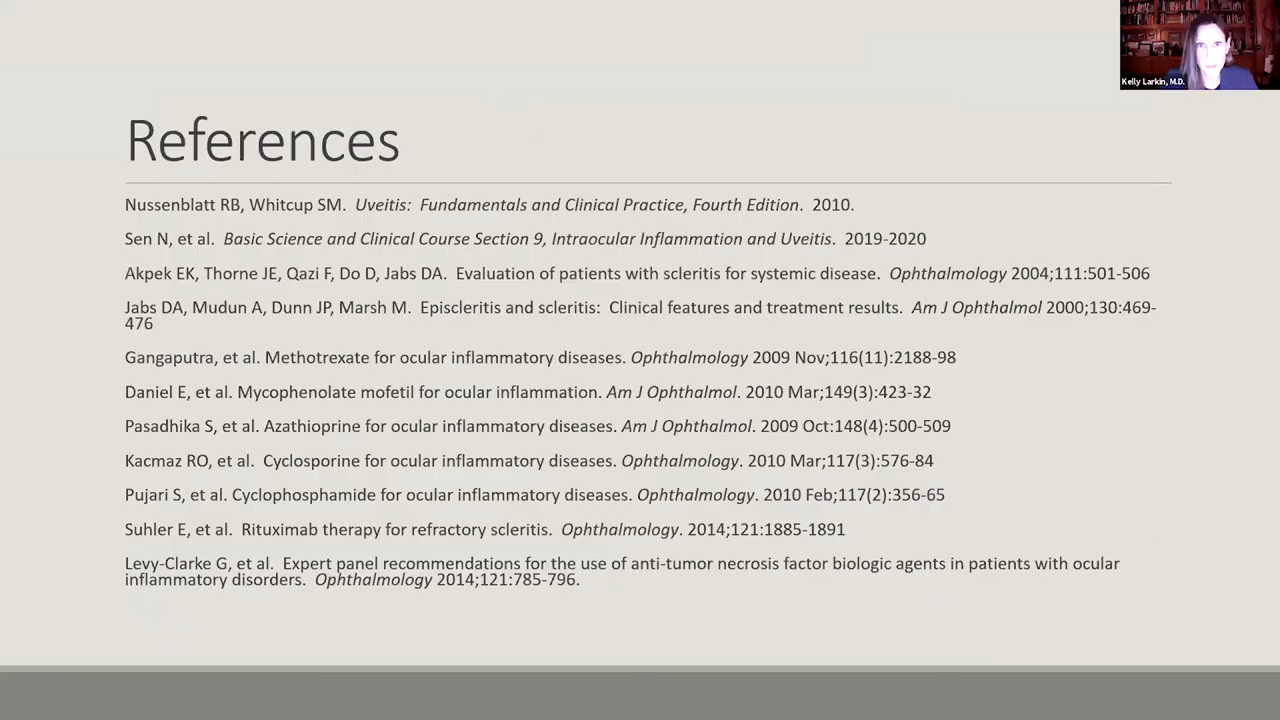 Kelly Larkin, M.D.
References
Nussenblatt RB, Whitcup SM. Uveitis: Fundamentals and Clinical Practice, Fourth Edition. 2010.
Sen N, et al. Basic Science and Clinical Course Section 9, Intraocular Inflammation and Uveitis. 2019-2020
Akpek EK, Thorne JE, Qazi F, Do D, Jabs DA. Evaluation of patients with scleritis for systemic disease. Ophthalmology 2004;111:501-506
Jabs DA, Mudun A, Dunn JP, Marsh M. Episcleritis and scleritis: Clinical features and treatment results. Am J Ophthalmol 2000;130:469-
476
Gangaputra, et al. Methotrexate for ocular inflammatory diseases. Ophthalmology 2009 Nov;116(11):2188-98
Daniel E, et al. Mycophenolate mofetil for ocular inflammation. Am J Ophthalmol. 2010 Mar;149(3):423-32
Pasadhika S, et al. Azathioprine for ocular inflammatory diseases. Am J Ophthalmol. 2009 Oct:148(4):500-509
Kacmaz RO, et al. Cyclosporine for ocular inflammatory diseases. Ophthalmology. 2010 Mar;117(3):576-84
Pujari S, et al. Cyclophosphamide for ocular inflammatory diseases. Ophthalmology. 2010 Feb;117(2):356-65
Suhler E, et al. Rituximab therapy for refractory scleritis. Ophthalmology. 2014;121:1885-1891
Levy-Clarke G, et al. Expert panel recommendations for the use of anti-tumor necrosis factor biologic agents in patients with ocular
inflammatory disorders. Ophthalmology 2014;121:785-796.